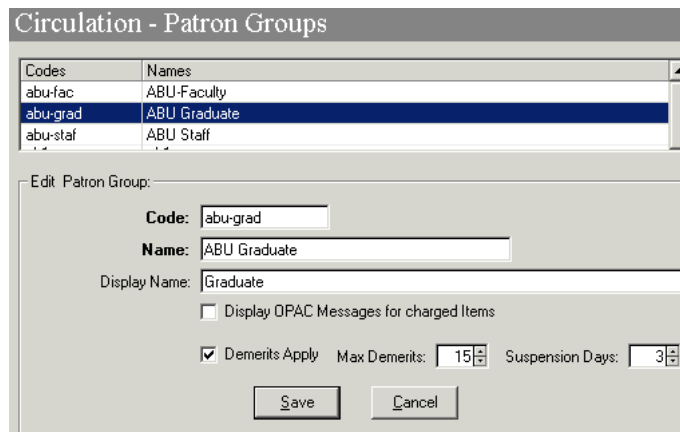 Circulation - Patron Groups
Codes Names
abu-fac ABU-Faculty
abu-grad ABU Graduate
abu-staf ABU Staff
Edit Patron Group:
Code: abu-grad
Name: ABU Graduate
Display Name: Graduate
Display OPAC Messages for charged Items
Demerits Apply Max Demerits: 15 Suspension Days: 3
Save Cancel